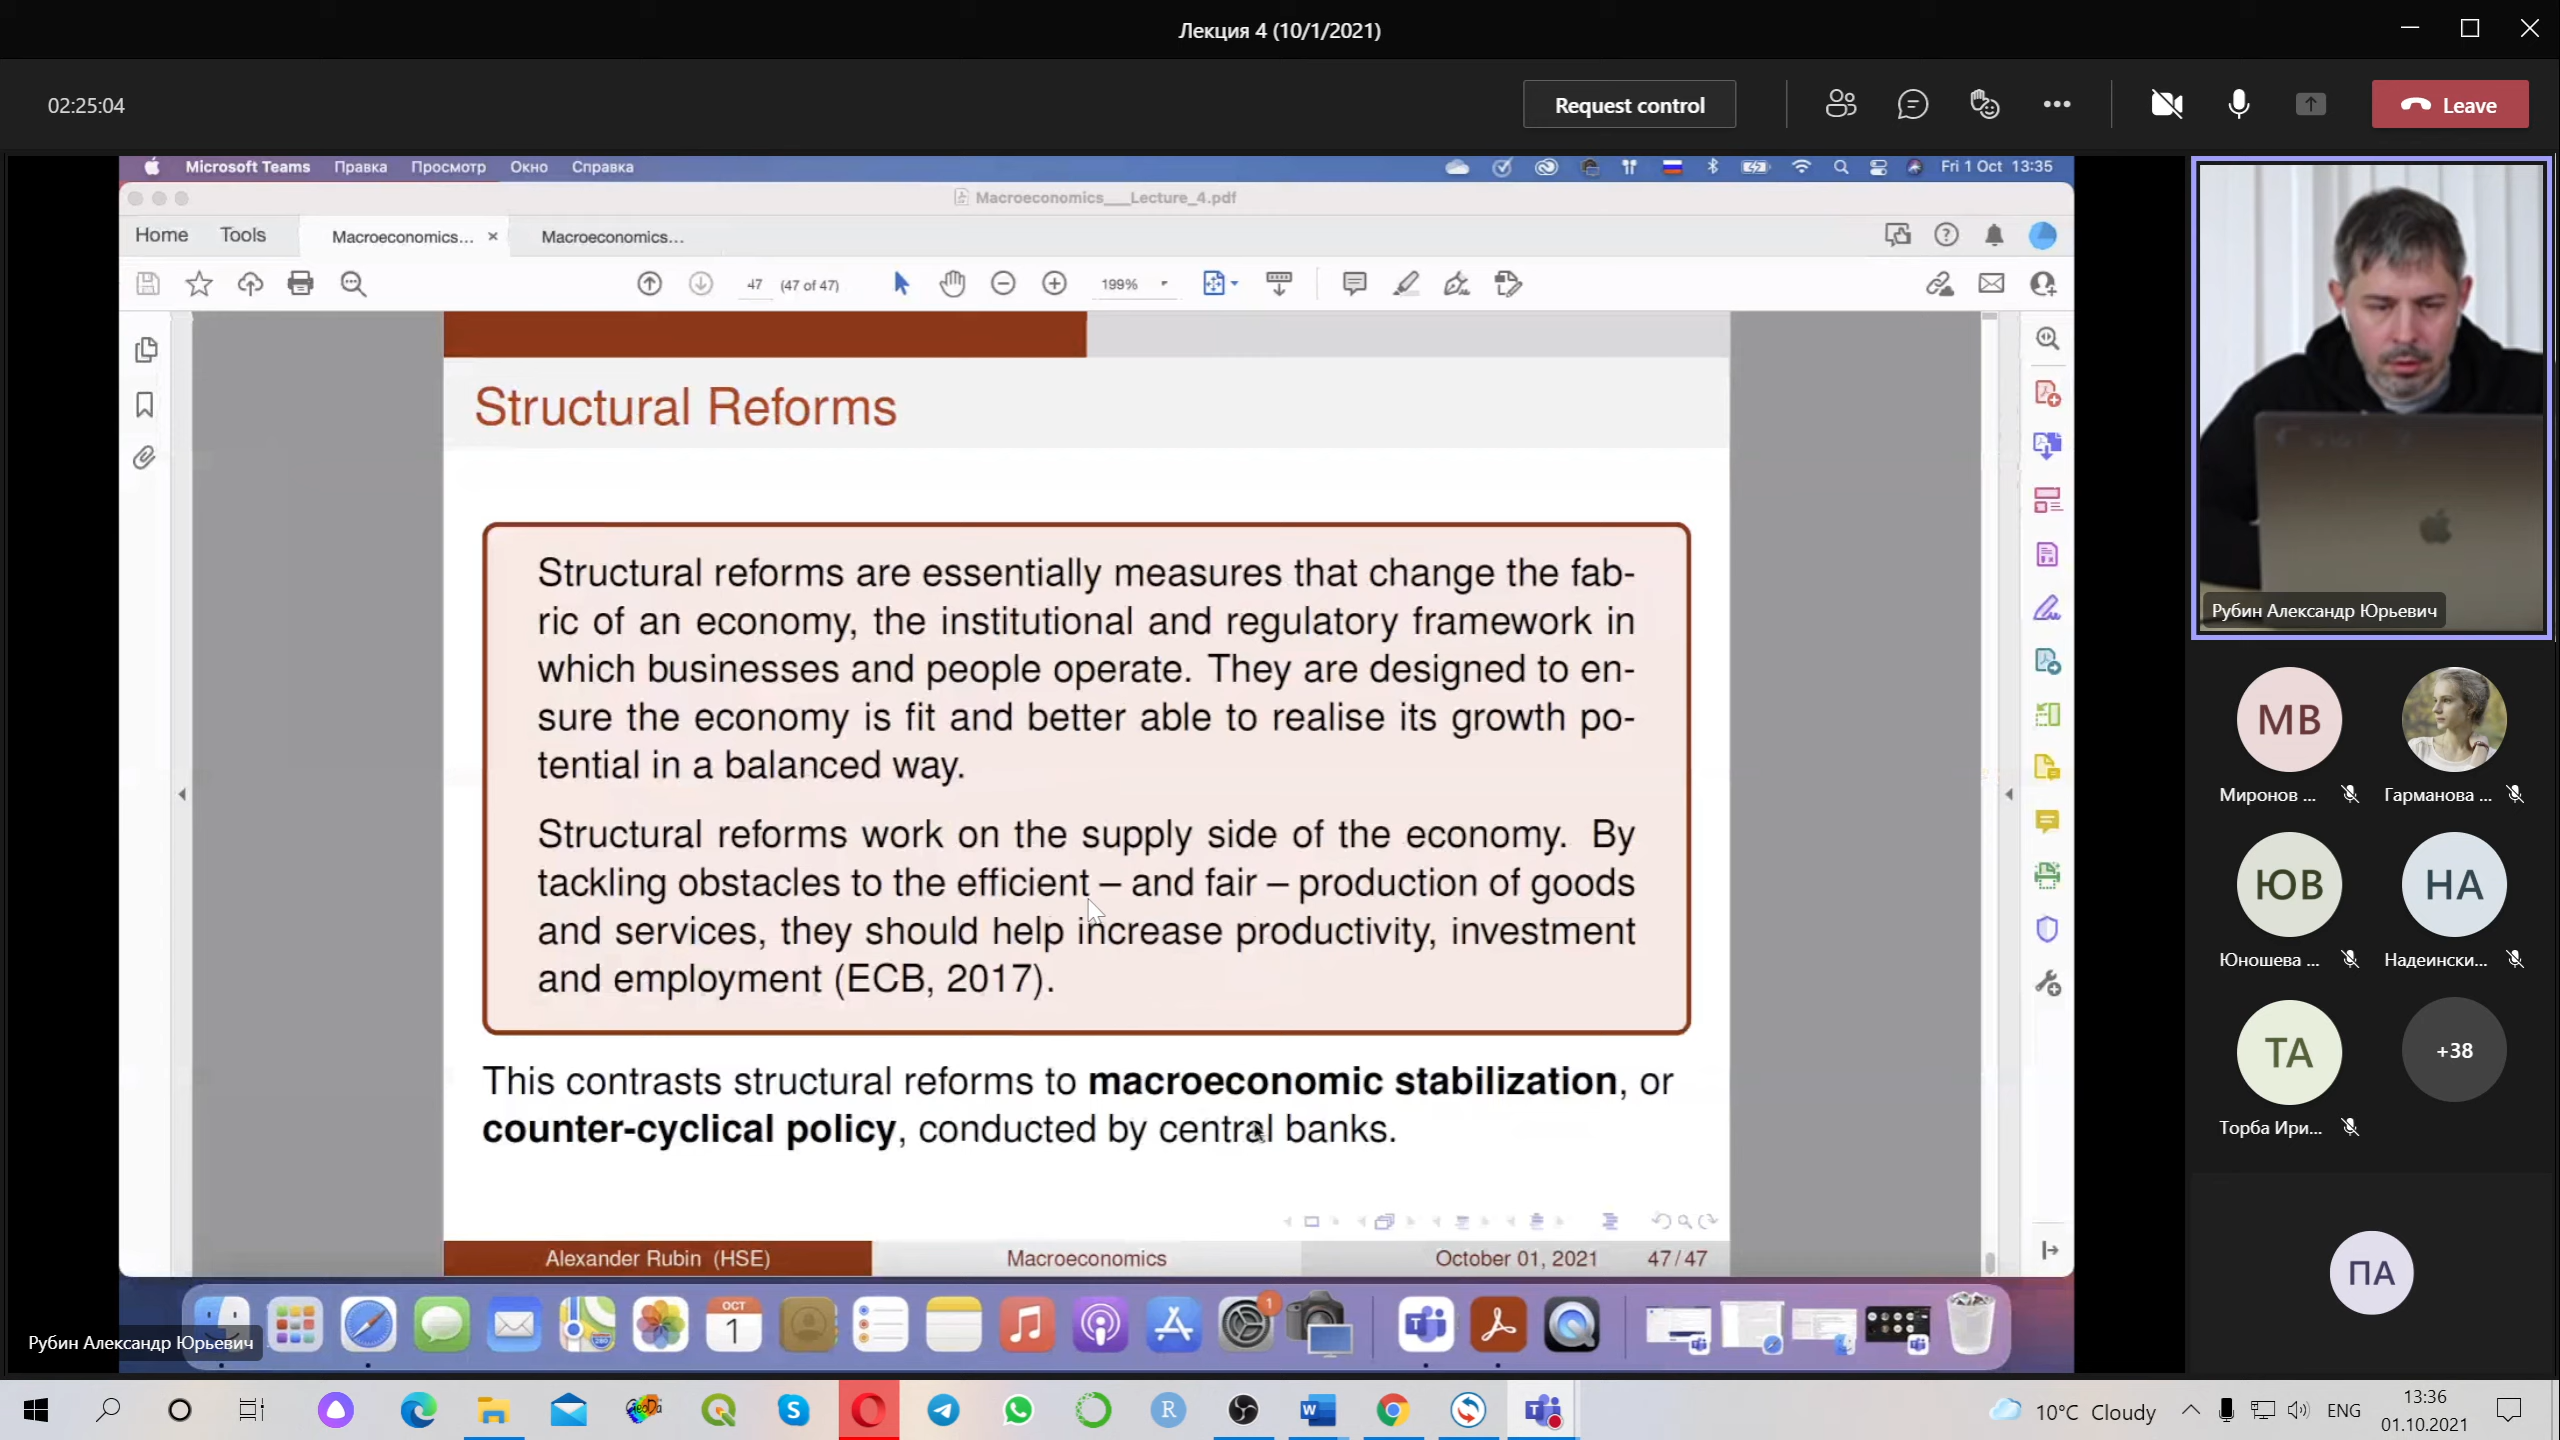 Лекция 4 (10/1/2021)
02:25:04
Request control
Leave
Microsoft Teams Правка Просмотр Окно Справка
Fri 1 Oct 13:35
Macroeconomics___Lecture_4.pdf
Home Tools Macroeconomics... × Macroeconomics...
47 (47 of 47) 199%
Structural Reforms
Structural reforms are essentially measures that change the fab-
ric of an economy, the institutional and regulatory framework in
which businesses and people operate. They are designed to en-
sure the economy is fit and better able to realise its growth po-
tential in a balanced way.
Structural reforms work on the supply side of the economy. By
tackling obstacles to the efficient – and fair – production of goods
and services, they should help increase productivity, investment
and employment (ECB, 2017).
This contrasts structural reforms to macroeconomic stabilization, or
counter-cyclical policy, conducted by central banks.
Alexander Rubin (HSE) Macroeconomics October 01, 2021 47/47
OCT
1
1
Рубин Александр Юрьевич
Рубин Александр Юрьевич
МВ
Миронов ... Гарманова ...
ЮВ НА
Юношева ... Надеински...
ТА +38
Торба Ири...
ПА
GeoDa
R
10°C Cloudy
ENG
13:36
01.10.2021